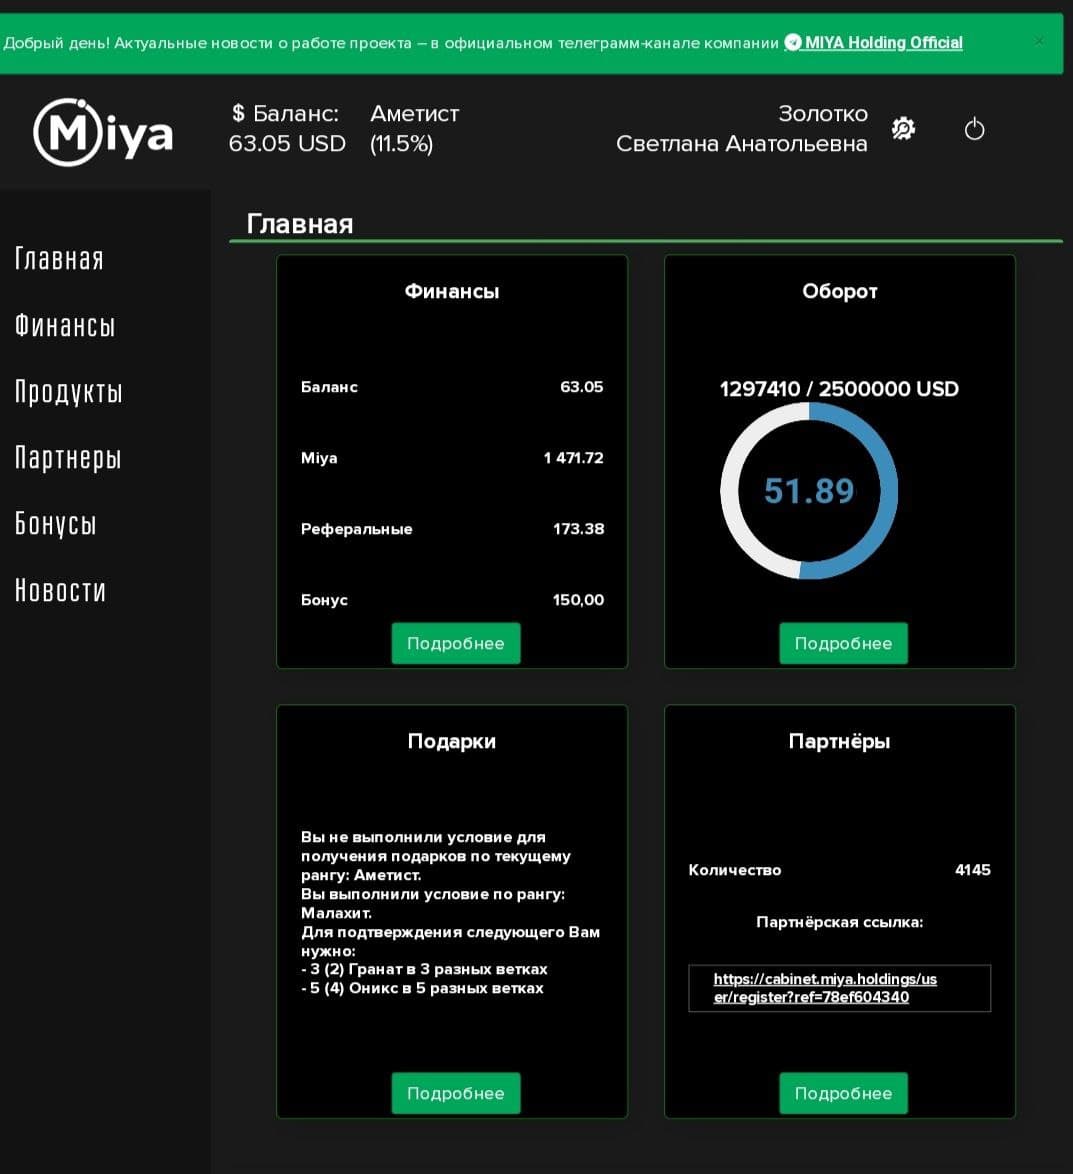 Добрый день! Актуальные новости о работе проекта – в официальном телеграмм-канале компании MIYA Holding Official ×
Miya
$ Баланс:
63.05 USD
Аметист
(11.5%)
Золотко
Светлана Анатольевна
Главная
Финансы
Продукты
Партнеры
Бонусы
Новости
Главная
Финансы
Баланс 63.05
Miya 1 471.72
Реферальные 173.38
Бонус 150,00
Подробнее
Оборот
1297410 / 2500000 USD
51.89
Подробнее
Подарки
Вы не выполнили условие для
получения подарков по текущему
рангу: Аметист.
Вы выполнили условие по рангу:
Малахит.
Для подтверждения следующего Вам
нужно:
- 3 (2) Гранат в 3 разных ветках
- 5 (4) Оникс в 5 разных ветках
Подробнее
Партнёры
Количество 4145
Партнёрская ссылка:
https://cabinet.miya.holdings/us
er/register?ref=78ef604340
Подробнее